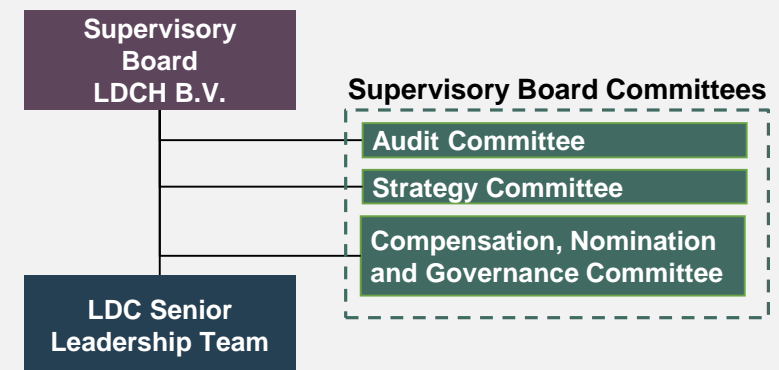 Supervisory
Board
LDCH B.V.
Supervisory Board Committees
Audit Committee
Strategy Committee
Compensation, Nomination
and Governance Committee
LDC Senior
Leadership Team